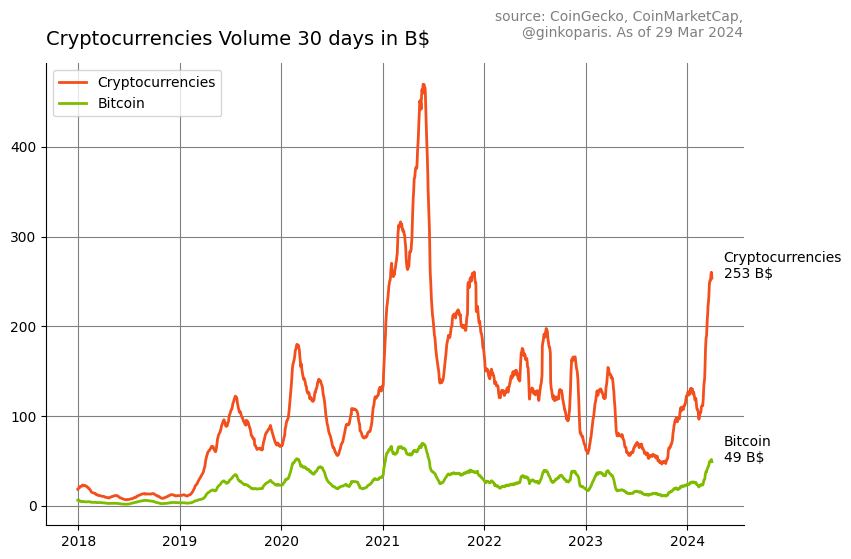 source: CoinGecko, CoinMarketCap,
@ginkoparis. As of 29 Mar 2024
Cryptocurrencies Volume 30 days in B$
Cryptocurrencies
Bitcoin
400
300
200
100
0
Cryptocurrencies
253 B$
Bitcoin
49 B$
2018 2019 2020 2021 2022 2023 2024